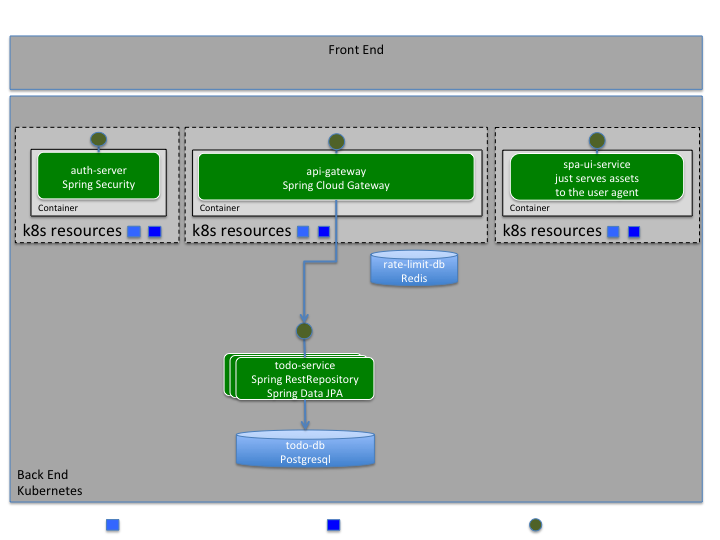 Front End
auth-server
Spring Security
Container
k8s resources
api-gateway
Spring Cloud Gateway
Container
k8s resources
spa-ui-service
just serves assets
to the user agent
Container
k8s resources
rate-limit-db
Redis
todo-service
Spring RestRepository
Spring Data JPA
todo-db
Postgresql
Back End
Kubernetes